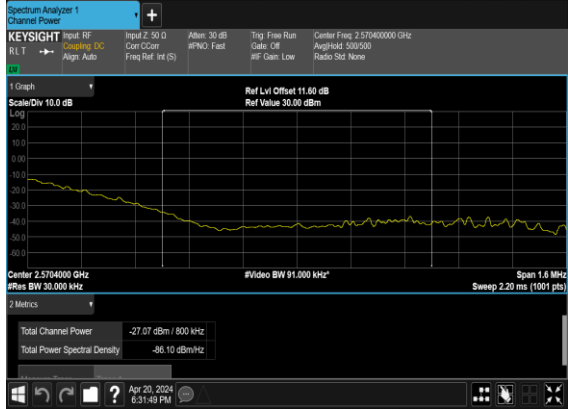 Spectrum Analyzer 1
Channel Power
+
KEYSIGHT Input: RF Input Z: 50 Ω Atten: 30 dB Trig: Free Run Center Freq: 2.570400000 GHz
RLT Coupling: DC Corr CCorr #PNO: Fast Gate: Off Avg|Hold: 500/500
Align: Auto Freq Ref: Int (S) #IF Gain: Low Radio Std: None
1 Graph
Ref Lvl Offset 11.60 dB
Scale/Div 10.0 dB Ref Value 30.00 dBm
Log
20.0
10.0
0.00
-10.0
-20.0
-30.0
-40.0
-50.0
-60.0
Center 2.5704000 GHz #Video BW 91.000 kHz* Span 1.6 MHz
#Res BW 30.000 kHz Sweep 2.20 ms (1001 pts)
2 Metrics
Total Channel Power -27.07 dBm / 800 kHz
Total Power Spectral Density -86.10 dBm/Hz
? Apr 20, 2024
6:31:49 PM